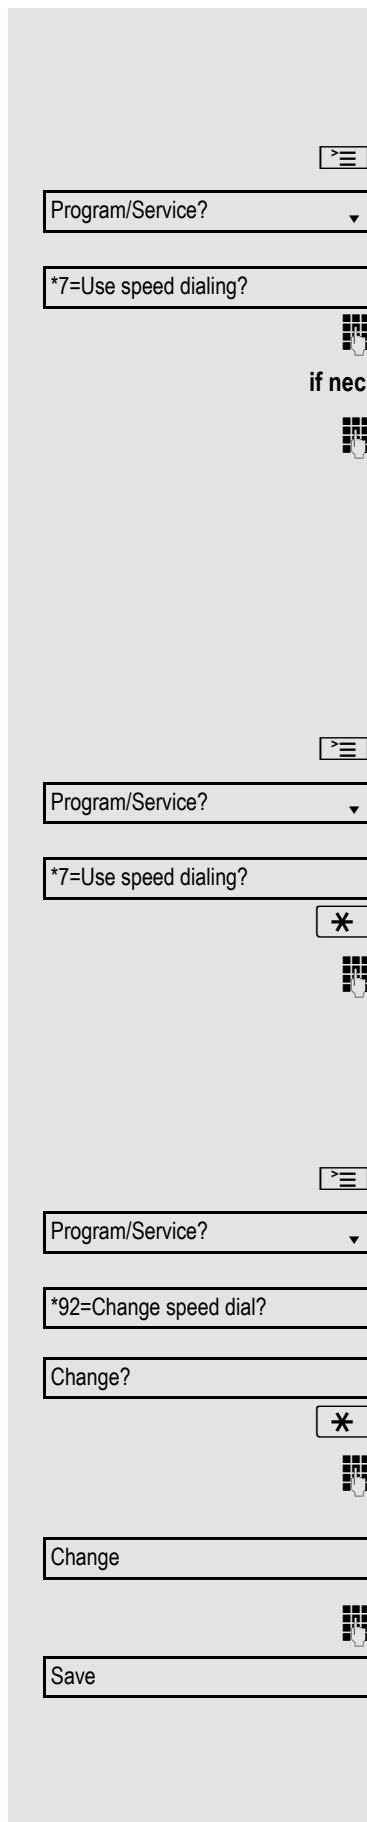 Program/Service?
*7=Use speed dialing?
if nec
Program/Service?
*7=Use speed dialing?
Program/Service?
*92=Change speed dial?
Change?
Change
Save